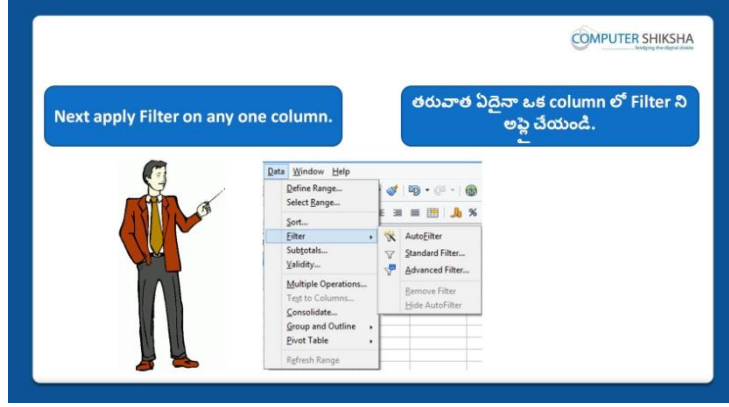 COMPUTER SHIKSHA
bridging the digital divide
Next apply Filter on any one column.
తరువాత ఏదైనా ఒక column లో Filter ని
అప్లై చేయండి.
Data Window Help
Define Range...
Select Range...
Sort...
Filter
Subtotals...
Validity...
Multiple Operations...
Text to Columns...
Consolidate...
Group and Outline
Pivot Table
Refresh Range
AutoFilter
Standard Filter...
Advanced Filter...
Remove Filter
Hide AutoFilter